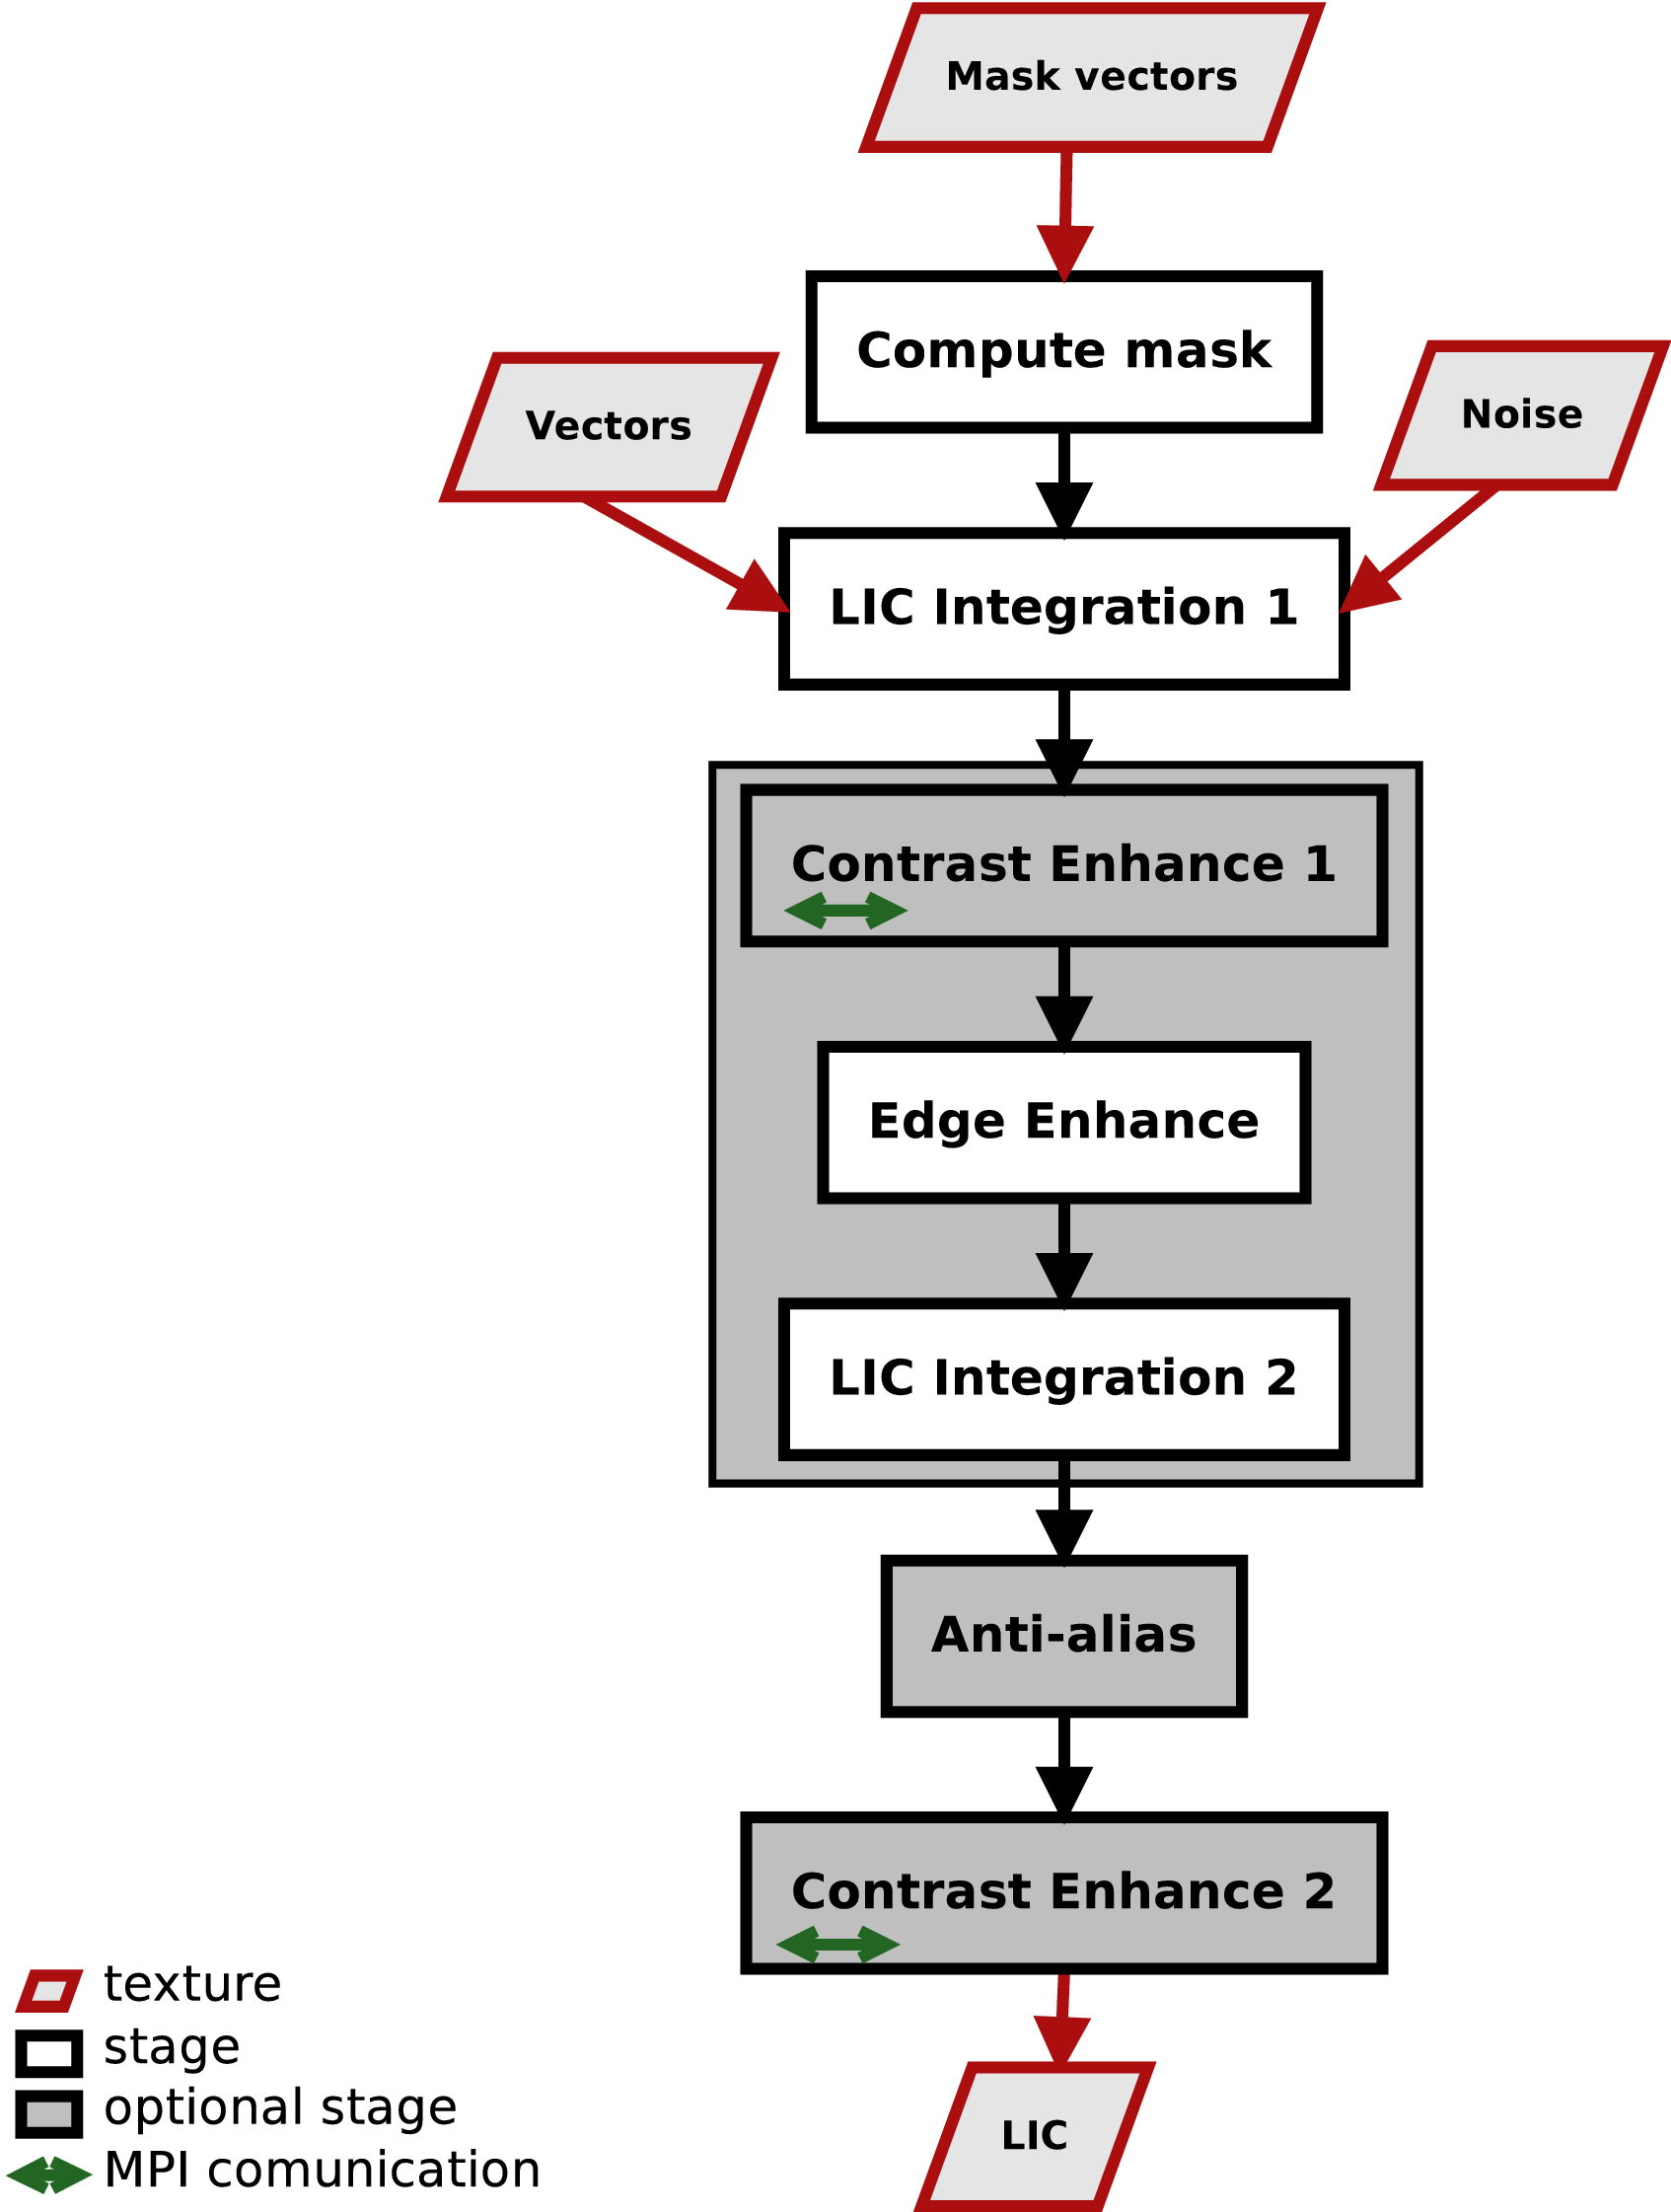 Mask vectors
Compute mask
Vectors
Noise
LIC Integration 1
Contrast Enhance 1
Edge Enhance
LIC Integration 2
Anti-alias
Contrast Enhance 2
texture
stage
optional stage
MPI comunication
LIC